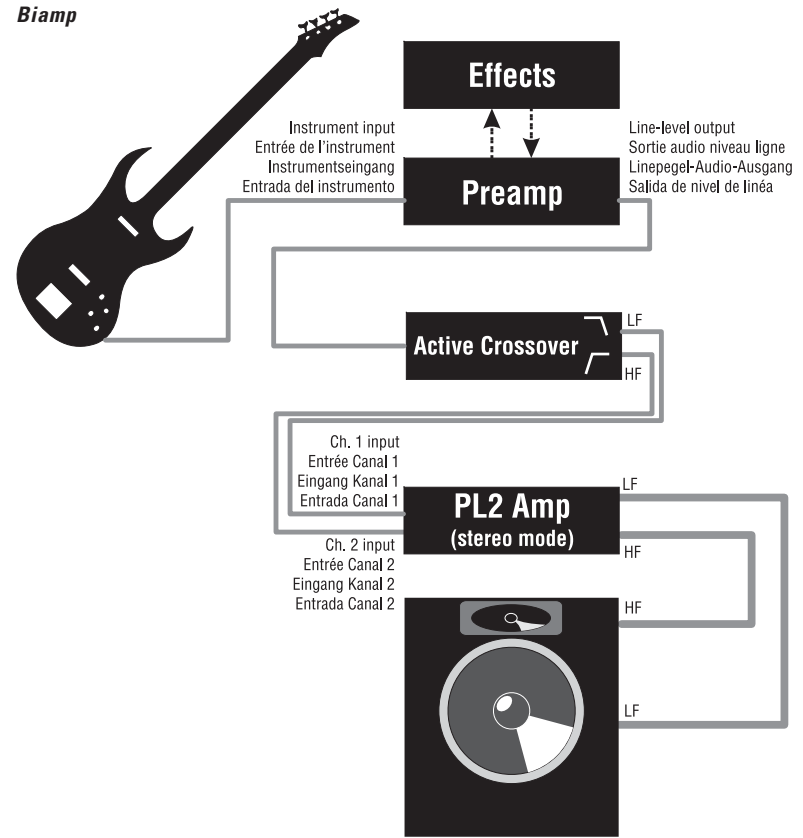 Biamp
Effects
Instrument input
Entrée de l'instrument
Instrumentseingang
Entrada del instrumento
Line-level output
Sortie audio niveau ligne
Linepegel-Audio-Ausgang
Salida de nivel de linéa
Preamp
LF
Active Crossover
HF
Ch. 1 input
Entrée Canal 1
Eingang Kanal 1
Entrada Canal 1
LF
PL2 Amp
(stereo mode)
HF
Ch. 2 input
Entrée Canal 2
Eingang Kanal 2
Entrada Canal 2
HF
LF